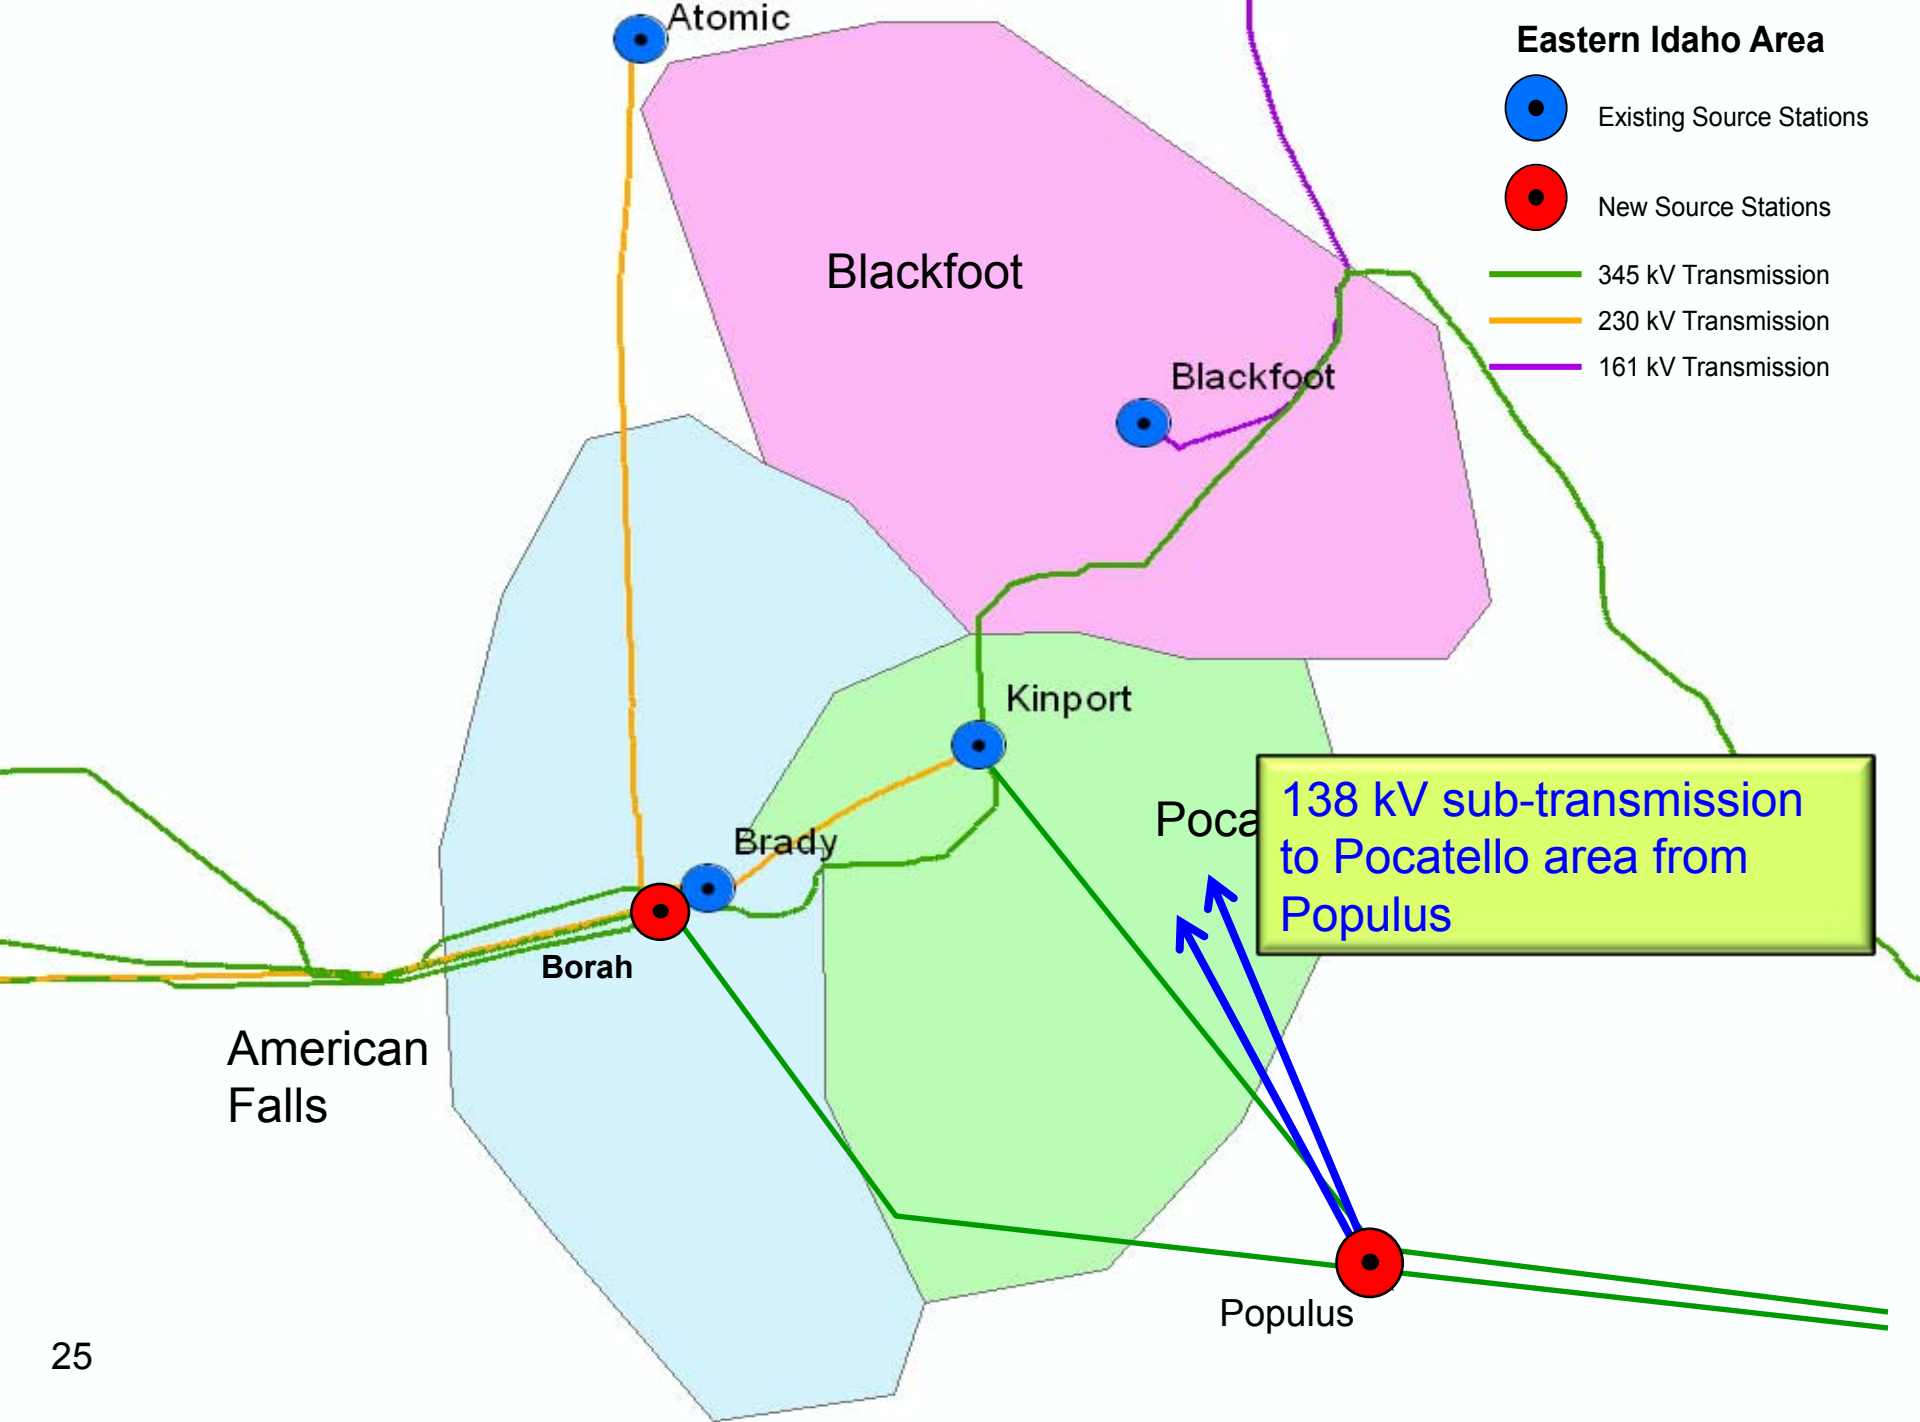 Atomic
Eastern Idaho Area
Existing Source Stations
New Source Stations
345 kV Transmission
230 kV Transmission
161 kV Transmission
Blackfoot
Blackfoot
Kinport
Poca
138 kV sub-transmission
to Pocatello area from
Populus
Brady
Borah
American
Falls
Populus
25